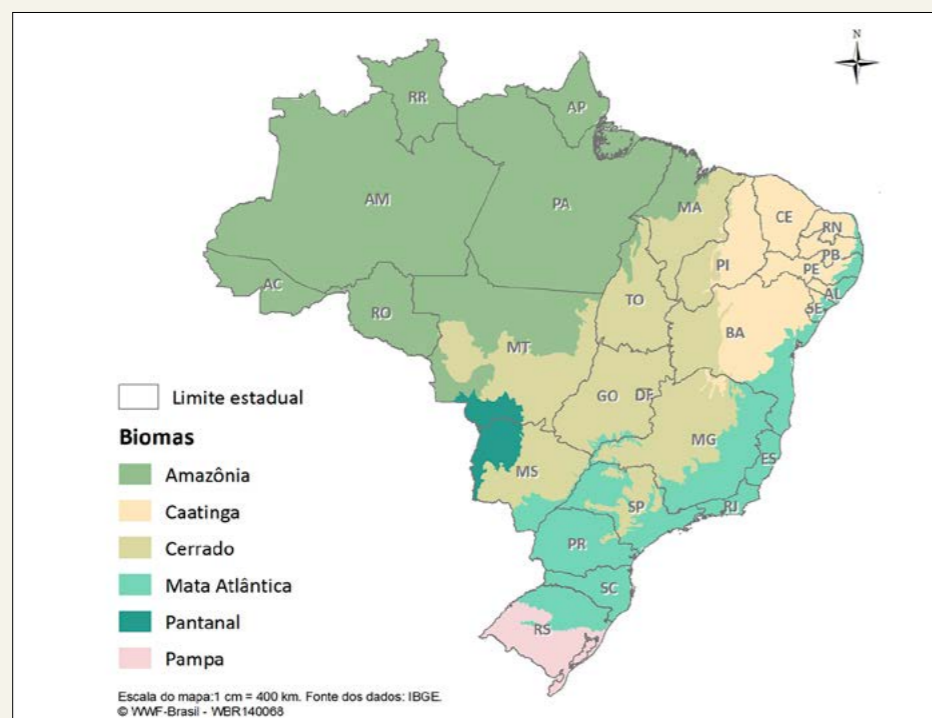 N
RR
AP
AM
PA
MA
CE
RN
PB
PE
PI
AL
SE
AC
RO
TO
BA
MT
GO
DF
MG
ES
MS
SP
RJ
PR
SC
RS
Limite estadual
Biomas
Amazônia
Caatinga
Cerrado
Mata Atlântica
Pantanal
Pampa
Escala do mapa:1 cm = 400 km. Fonte dos dados: IBGE.
© WWF-Brasil - WBR140068